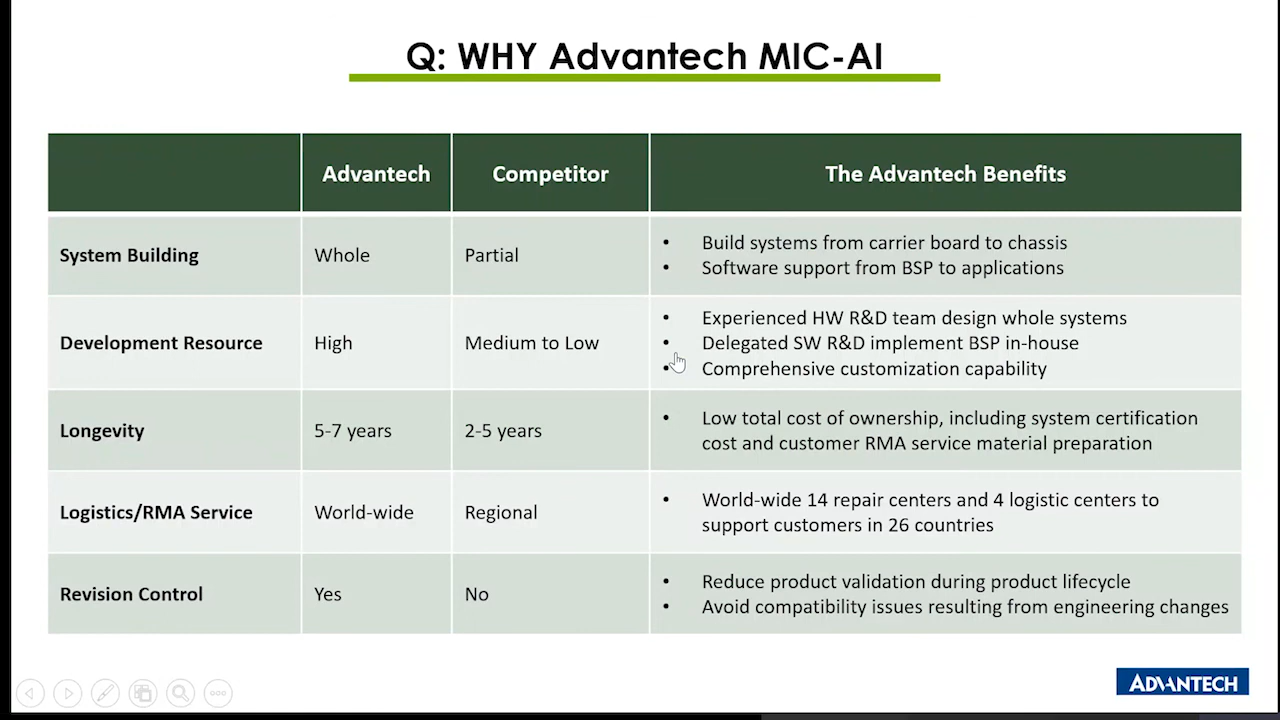 Q: WHY Advantech MIC-AI
Advantech
Competitor
The Advantech Benefits
System Building
Whole
Partial
• Build systems from carrier board to chassis
• Software support from BSP to applications
Development Resource
High
Medium to Low
• Experienced HW R&D team design whole systems
• Delegated SW R&D implement BSP in-house
• Comprehensive customization capability
Longevity
5-7 years
2-5 years
• Low total cost of ownership, including system certification
cost and customer RMA service material preparation
Logistics/RMA Service
World-wide
Regional
• World-wide 14 repair centers and 4 logistic centers to
support customers in 26 countries
Revision Control
Yes
No
• Reduce product validation during product lifecycle
• Avoid compatibility issues resulting from engineering changes
ADVANTECH